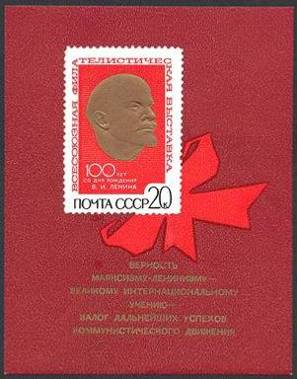 ВСЕСОЮЗНАЯ ФИЛАТЕЛИСТИЧЕСКАЯ ВЫСТАВКА
100 ЛЕТ
СО ДНЯ РОЖДЕНИЯ
В. И. ЛЕНИНА
ПОЧТА СССР 20к
ВЕРНОСТЬ
МАРКСИЗМУ-ЛЕНИНИЗМУ—
ВЕЛИКОМУ ИНТЕРНАЦИОНАЛЬНОМУ
УЧЕНИЮ—
ЗАЛОГ ДАЛЬНЕЙШИХ УСПЕХОВ
КОММУНИСТИЧЕСКОГО ДВИЖЕНИЯ